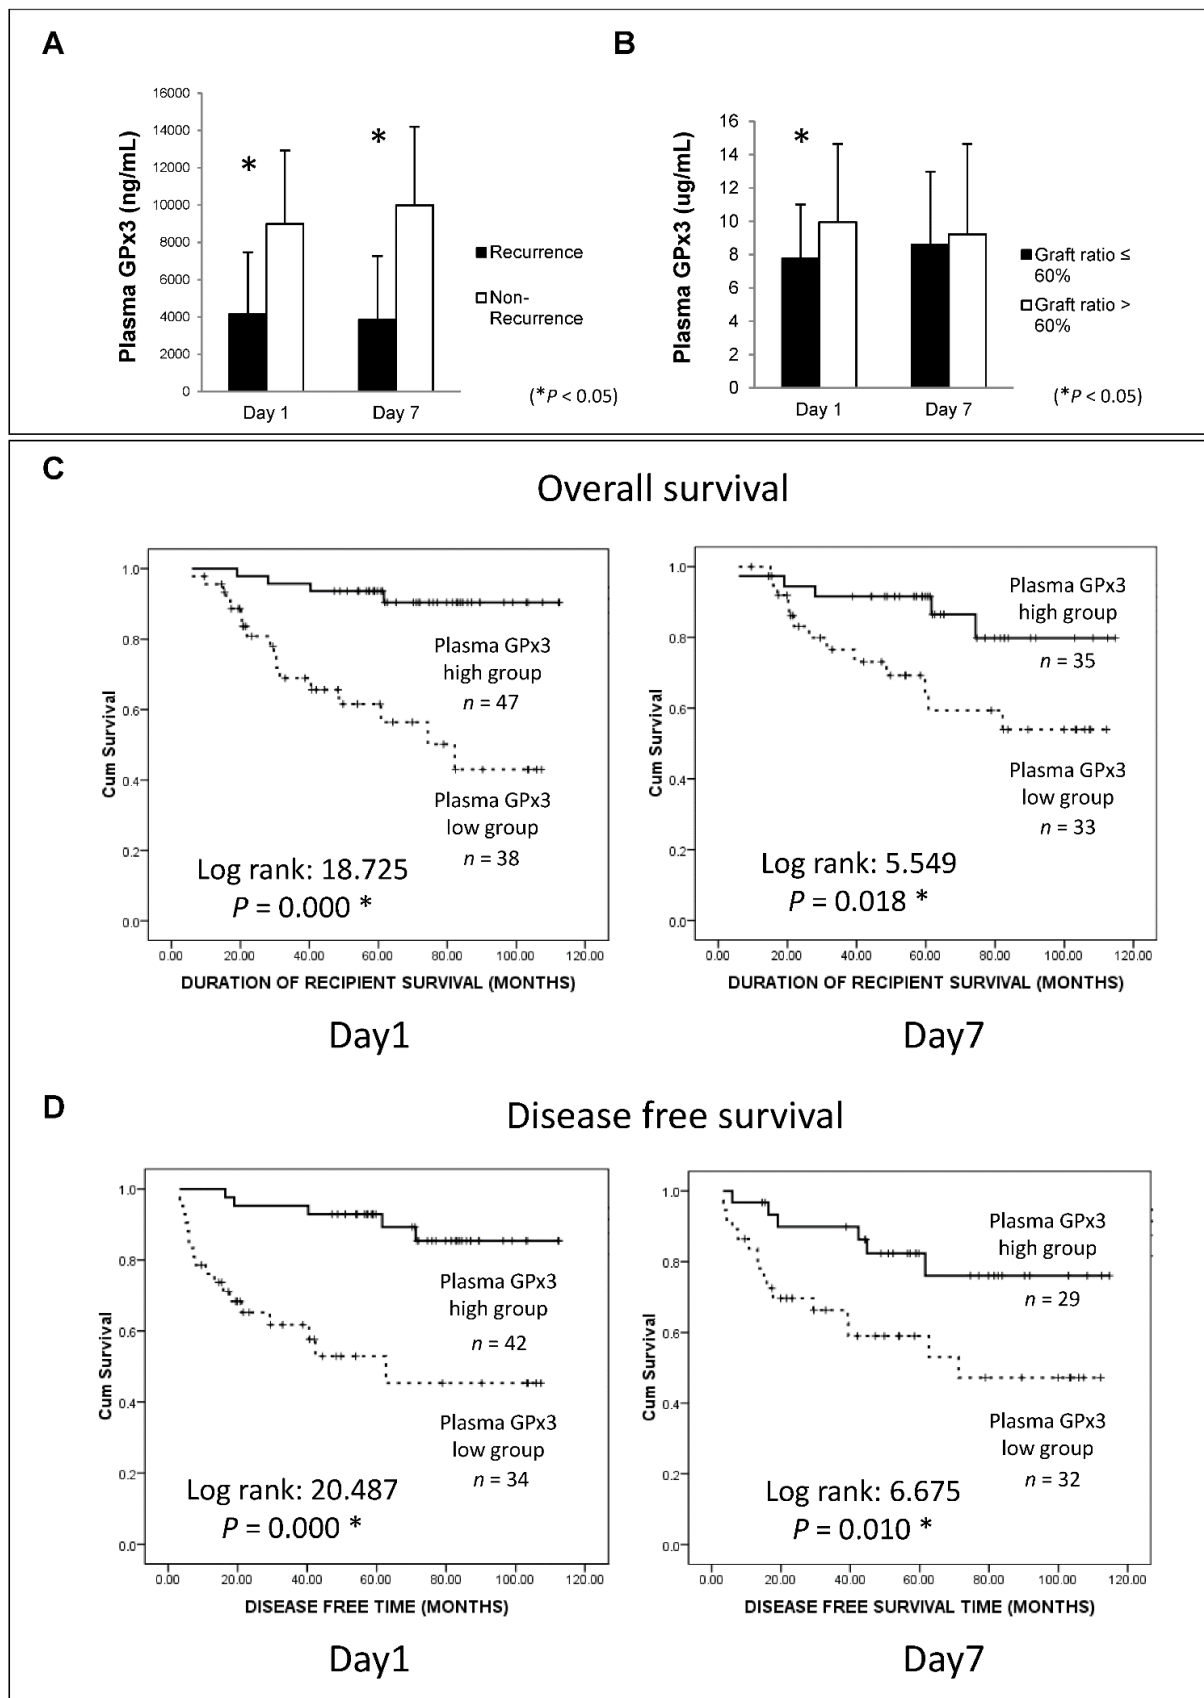 A
Plasma GPx3 (ng/mL)
16000
14000
12000
10000
8000
6000
4000
2000
0
*
*
Day 1
Day 7
Recurrence
Non-
Recurrence
(*P < 0.05)
B
Plasma GPx3 (ug/mL)
16
14
12
10
8
6
4
2
0
*
Day 1
Day 7
Graft ratio ≤
60%
Graft ratio >
60%
(*P < 0.05)
C
Overall survival
Cum Survival
1.0
0.8
0.6
0.4
0.2
0.0
Plasma GPx3
high group
n = 47
Plasma GPx3
low group
n = 38
Log rank: 18.725
P = 0.000 *
0.00 20.00 40.00 60.00 80.00 100.00 120.00
DURATION OF RECIPIENT SURVIVAL (MONTHS)
Day1
Cum Survival
1.0
0.8
0.6
0.4
0.2
0.0
Plasma GPx3
high group
n = 35
Plasma GPx3
low group
n = 33
Log rank: 5.549
P = 0.018 *
0.00 20.00 40.00 60.00 80.00 100.00 120.00
DURATION OF RECIPIENT SURVIVAL (MONTHS)
Day7
D
Disease free survival
Cum Survival
1.0
0.8
0.6
0.4
0.2
0.0
Plasma GPx3
high group
n = 42
Plasma GPx3
low group
n = 34
Log rank: 20.487
P = 0.000 *
0.00 20.00 40.00 60.00 80.00 100.00 120.00
DISEASE FREE TIME (MONTHS)
Day1
Cum Survival
1.0
0.8
0.6
0.4
0.2
0.0
Plasma GPx3
high group
n = 29
Plasma GPx3
low group
n = 32
Log rank: 6.675
P = 0.010 *
0.00 20.00 40.00 60.00 80.00 100.00 120.00
DISEASE FREE SURVIVAL TIME (MONTHS)
Day7